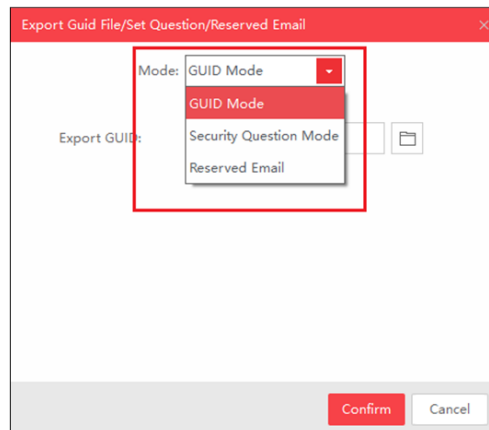 Export Guid File/Set Question/Reserved Email
Mode: GUID Mode
GUID Mode
Export GUID:
Security Question Mode
Reserved Email
Confirm Cancel